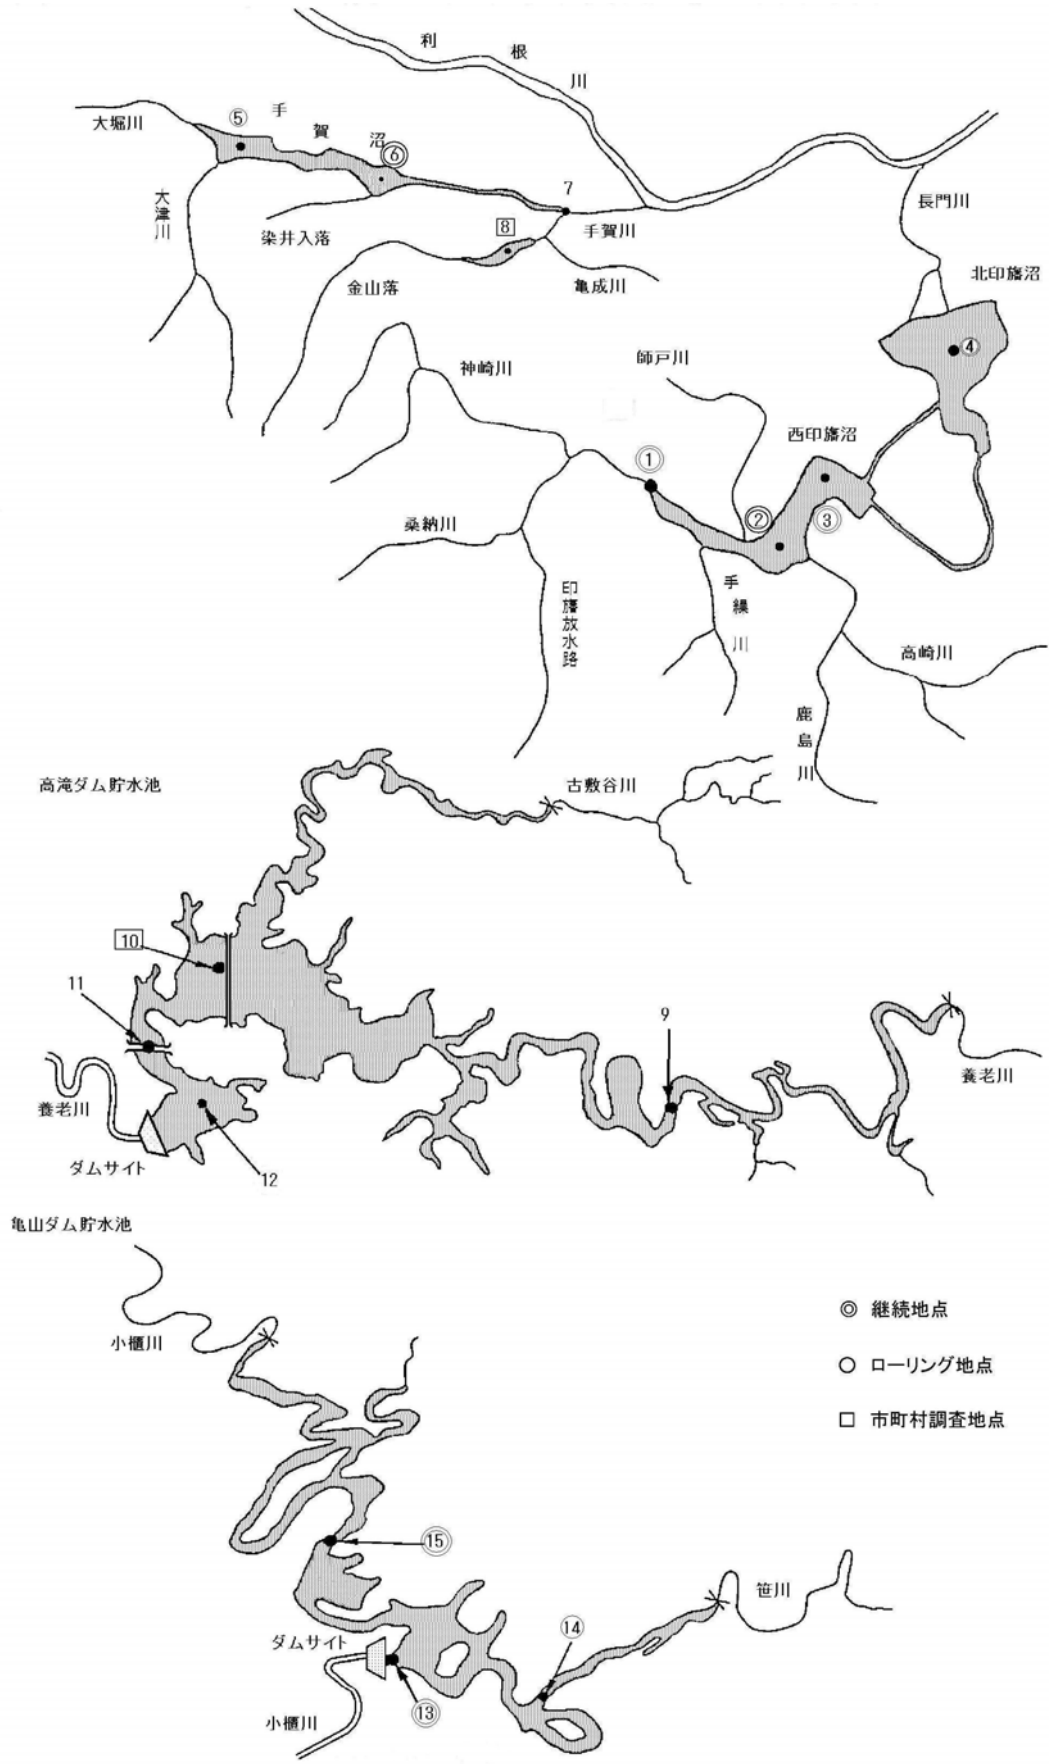 利根川
大堀川
⑤
手賀沼
⑥
大津川
染井入落
7
手賀川
8
金山落
亀成川
長門川
北印旛沼
④
神崎川
師戸川
西印旛沼
①
②
③
桑納川
印旛放水路
手繰川
高崎川
鹿島川
高滝ダム貯水池
古敷谷川
10
11
9
養老川
養老川
ダムサイト
12
亀山ダム貯水池
小櫃川
◎ 継続地点
○ ローリング地点
□ 市町村調査地点
⑮
笹川
⑭
ダムサイト
⑬
小櫃川